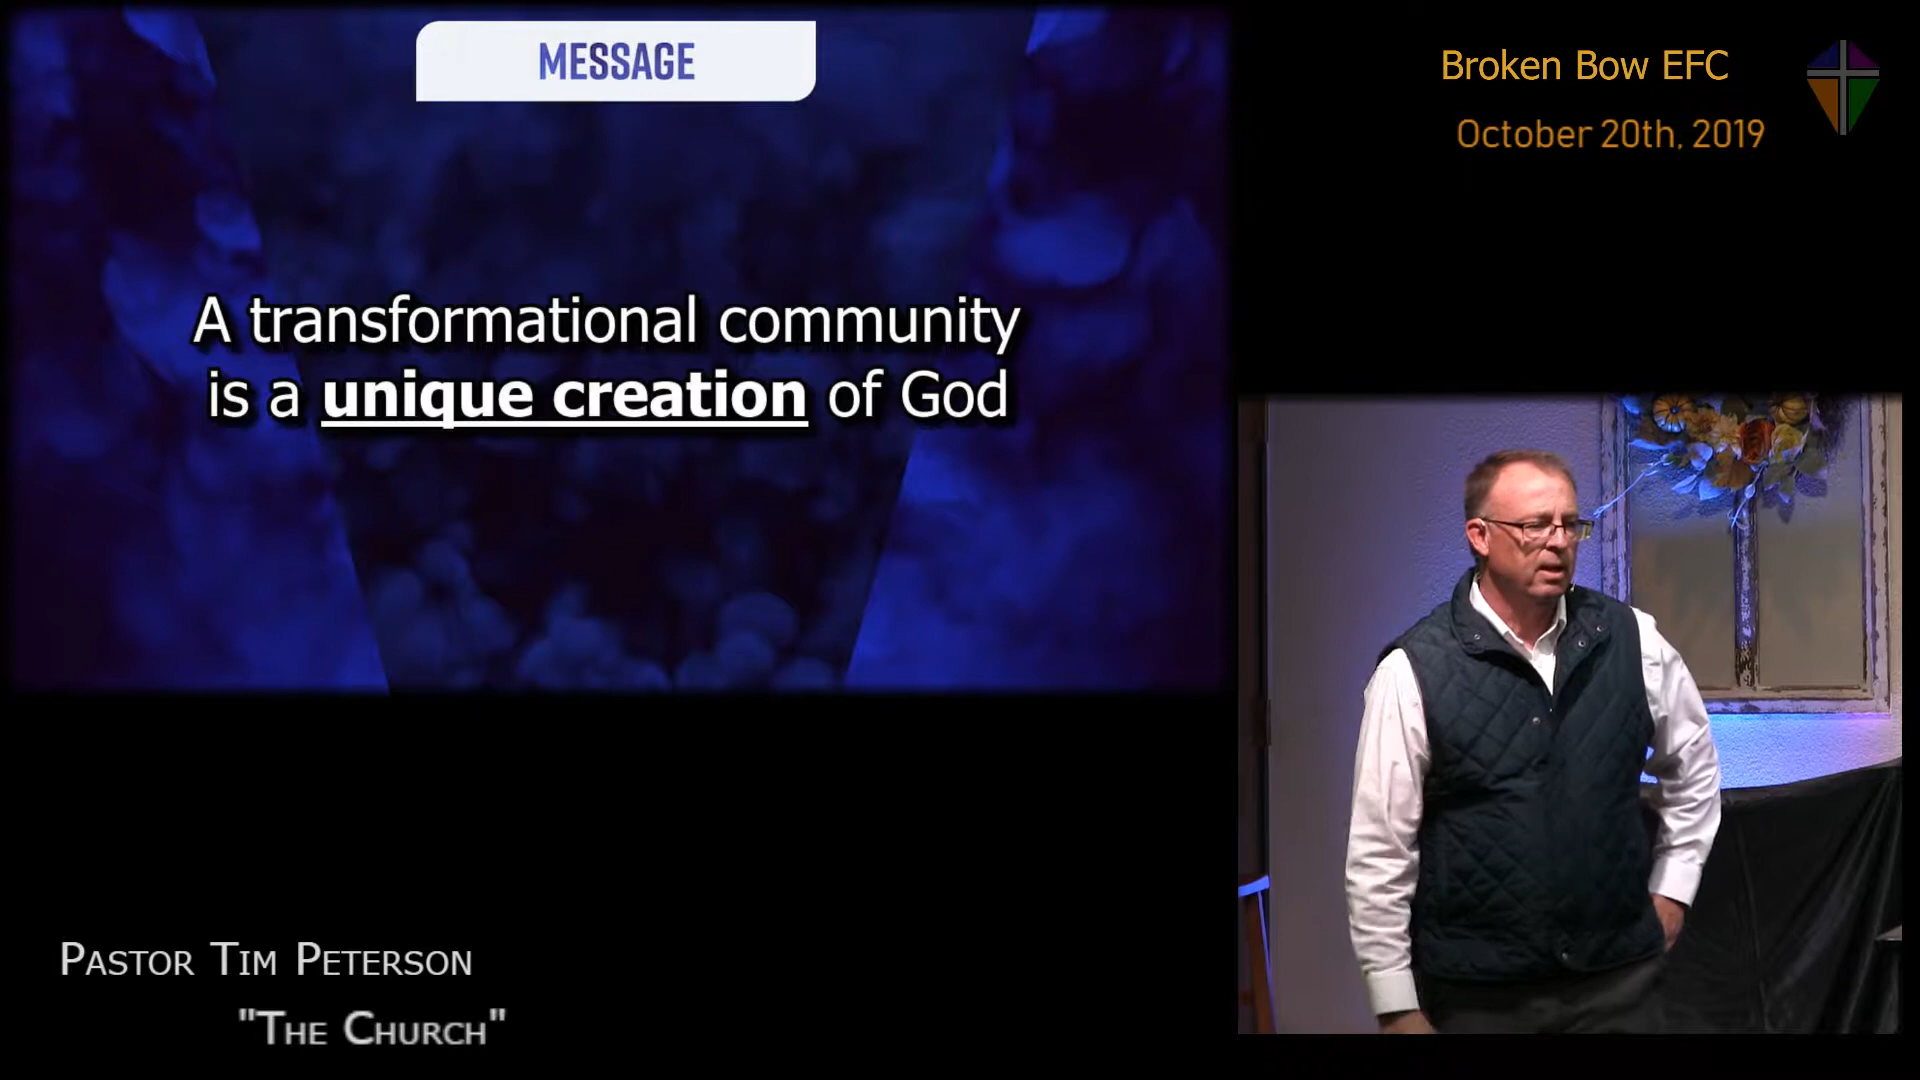 MESSAGE
A transformational community
is a unique creation of God
Broken Bow EFC
October 20th, 2019
PASTOR TIM PETERSON
"THE CHURCH"